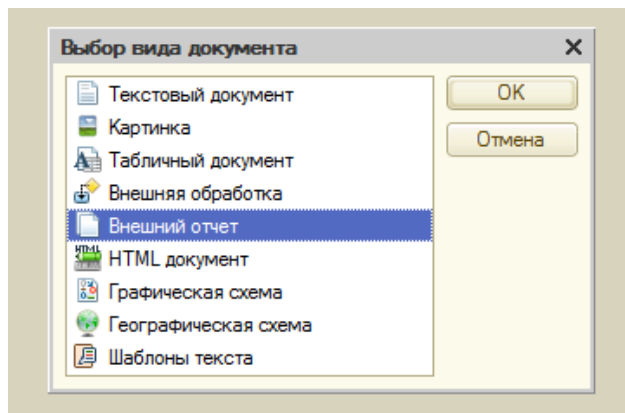 Выбор вида документа
Текстовый документ
OK
Картинка
Отмена
Табличный документ
Внешняя обработка
Внешний отчет
HTML
HTML документ
Графическая схема
Географическая схема
Шаблоны текста